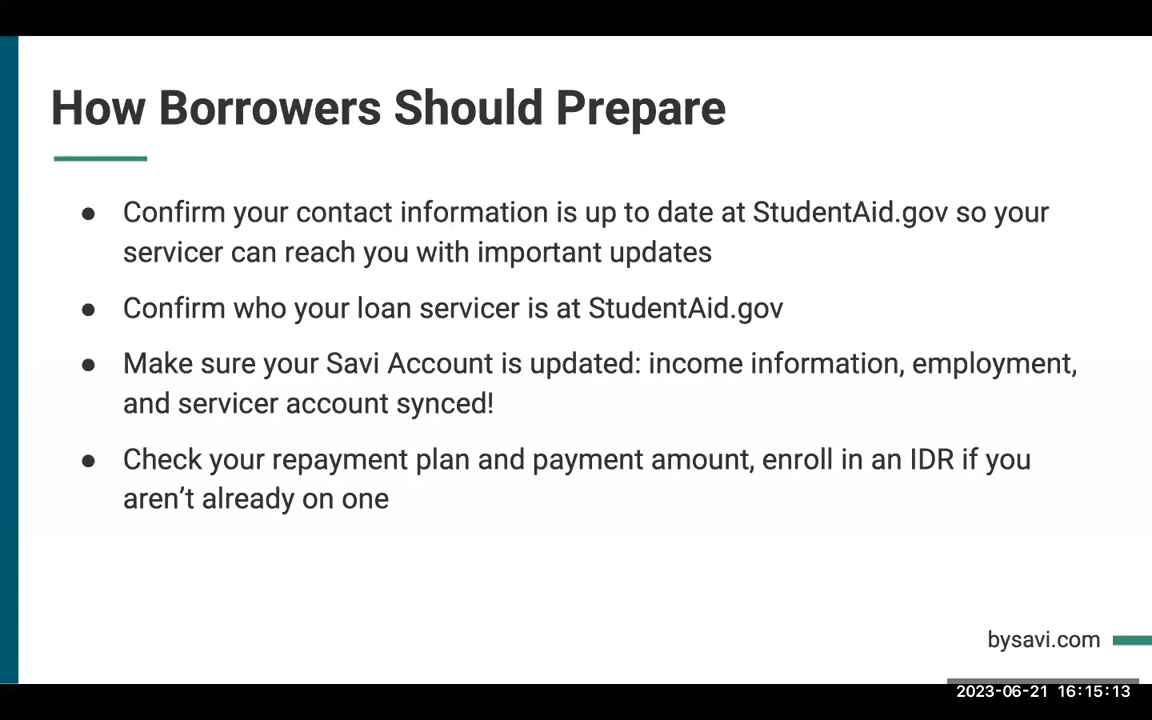 How Borrowers Should Prepare
● Confirm your contact information is up to date at StudentAid.gov so your
servicer can reach you with important updates
● Confirm who your loan servicer is at StudentAid.gov
● Make sure your Savi Account is updated: income information, employment,
and servicer account synced!
● Check your repayment plan and payment amount, enroll in an IDR if you
aren’t already on one
bysavi.com
2023-06-21 16:15:13